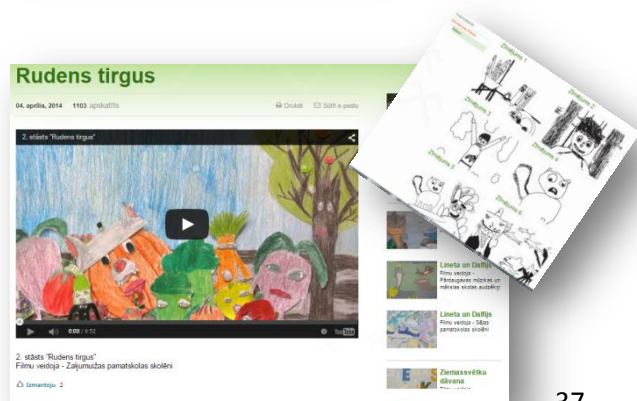 Rudens tirgus
04. aprīlis, 2014 1103 apskatīts
Drukāt Sūtīt e-pastu
2. stāsts "Rudens tirgus"
0:00 / 6:52
YouTube
2. stāsts "Rudens tirgus"
Filmu veidoja - Zaķumuižas pamatskolas skolēni
Izmantoju 2
Lineta un Dalfijs
Filmu veidoja -
Pārdaugavas mūzikas un
mākslas skolas audzēkņi
Lineta un Dalfijs
Filmu veidoja - Sējas
pamatskolas skolēni
Ziemassvētku
dāvana
Zīmējums 1
Zīmējums 2
Zīmējums 3
Zīmējums 4
Zīmējums 5
Zīmējums 6
37